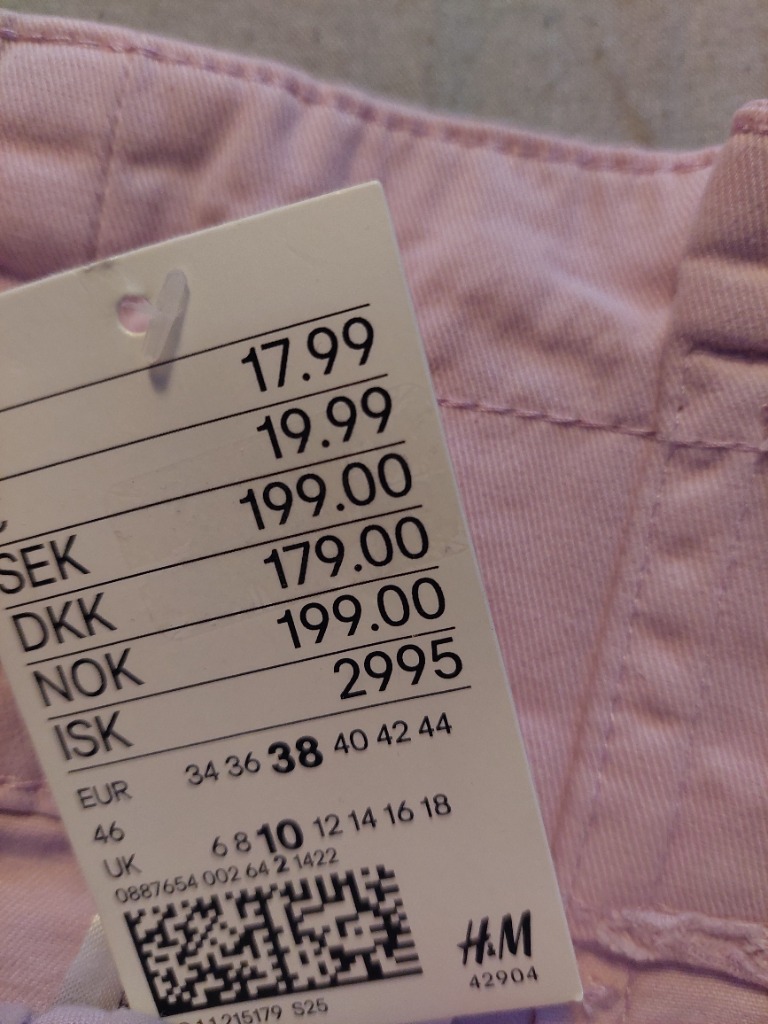 17.99
19.99
SEK 199.00
DKK 179.00
NOK 199.00
ISK 2995
EUR 34 36 38 40 42 44
46
UK 6 8 10 12 14 16 18
0887654 002 64 2 1422
H&M
42904
215179 S25